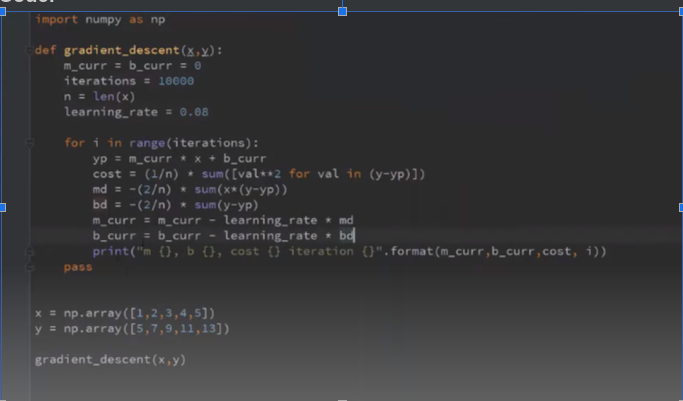 import numpy as np
def gradient_descent(x,y):
    m_curr = b_curr = 0
    iterations = 10000
    n = len(x)
    learning_rate = 0.08
    for i in range(iterations):
        yp = m_curr * x + b_curr
        cost = (1/n) * sum([val**2 for val in (y-yp)])
        md = -(2/n) * sum(x*(y-yp))
        bd = -(2/n) * sum(y-yp)
        m_curr = m_curr - learning_rate * md
        b_curr = b_curr - learning_rate * bd
        print("m {}, b {}, cost {} iteration {}".format(m_curr,b_curr,cost, i))
    pass
x = np.array([1,2,3,4,5])
y = np.array([5,7,9,11,13])
gradient_descent(x,y)